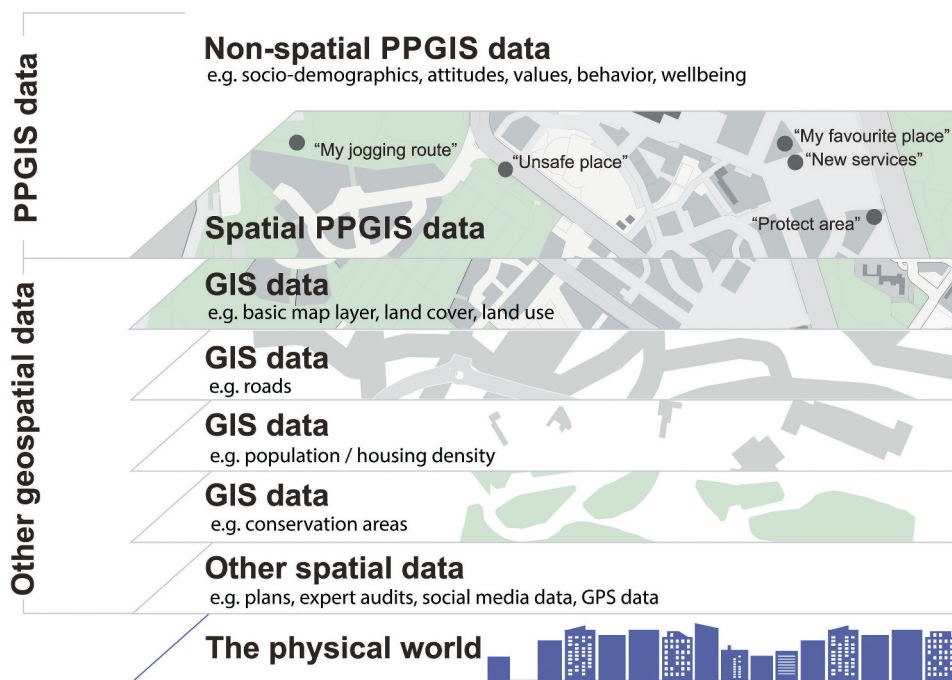 PPGIS data
Non-spatial PPGIS data
e.g. socio-demographics, attitudes, values, behavior, wellbeing
“My jogging route”
“Unsafe place”
“My favourite place”
“New services”
“Protect area”
Spatial PPGIS data
Other geospatial data
GIS data
e.g. basic map layer, land cover, land use
GIS data
e.g. roads
GIS data
e.g. population / housing density
GIS data
e.g. conservation areas
Other spatial data
e.g. plans, expert audits, social media data, GPS data
The physical world